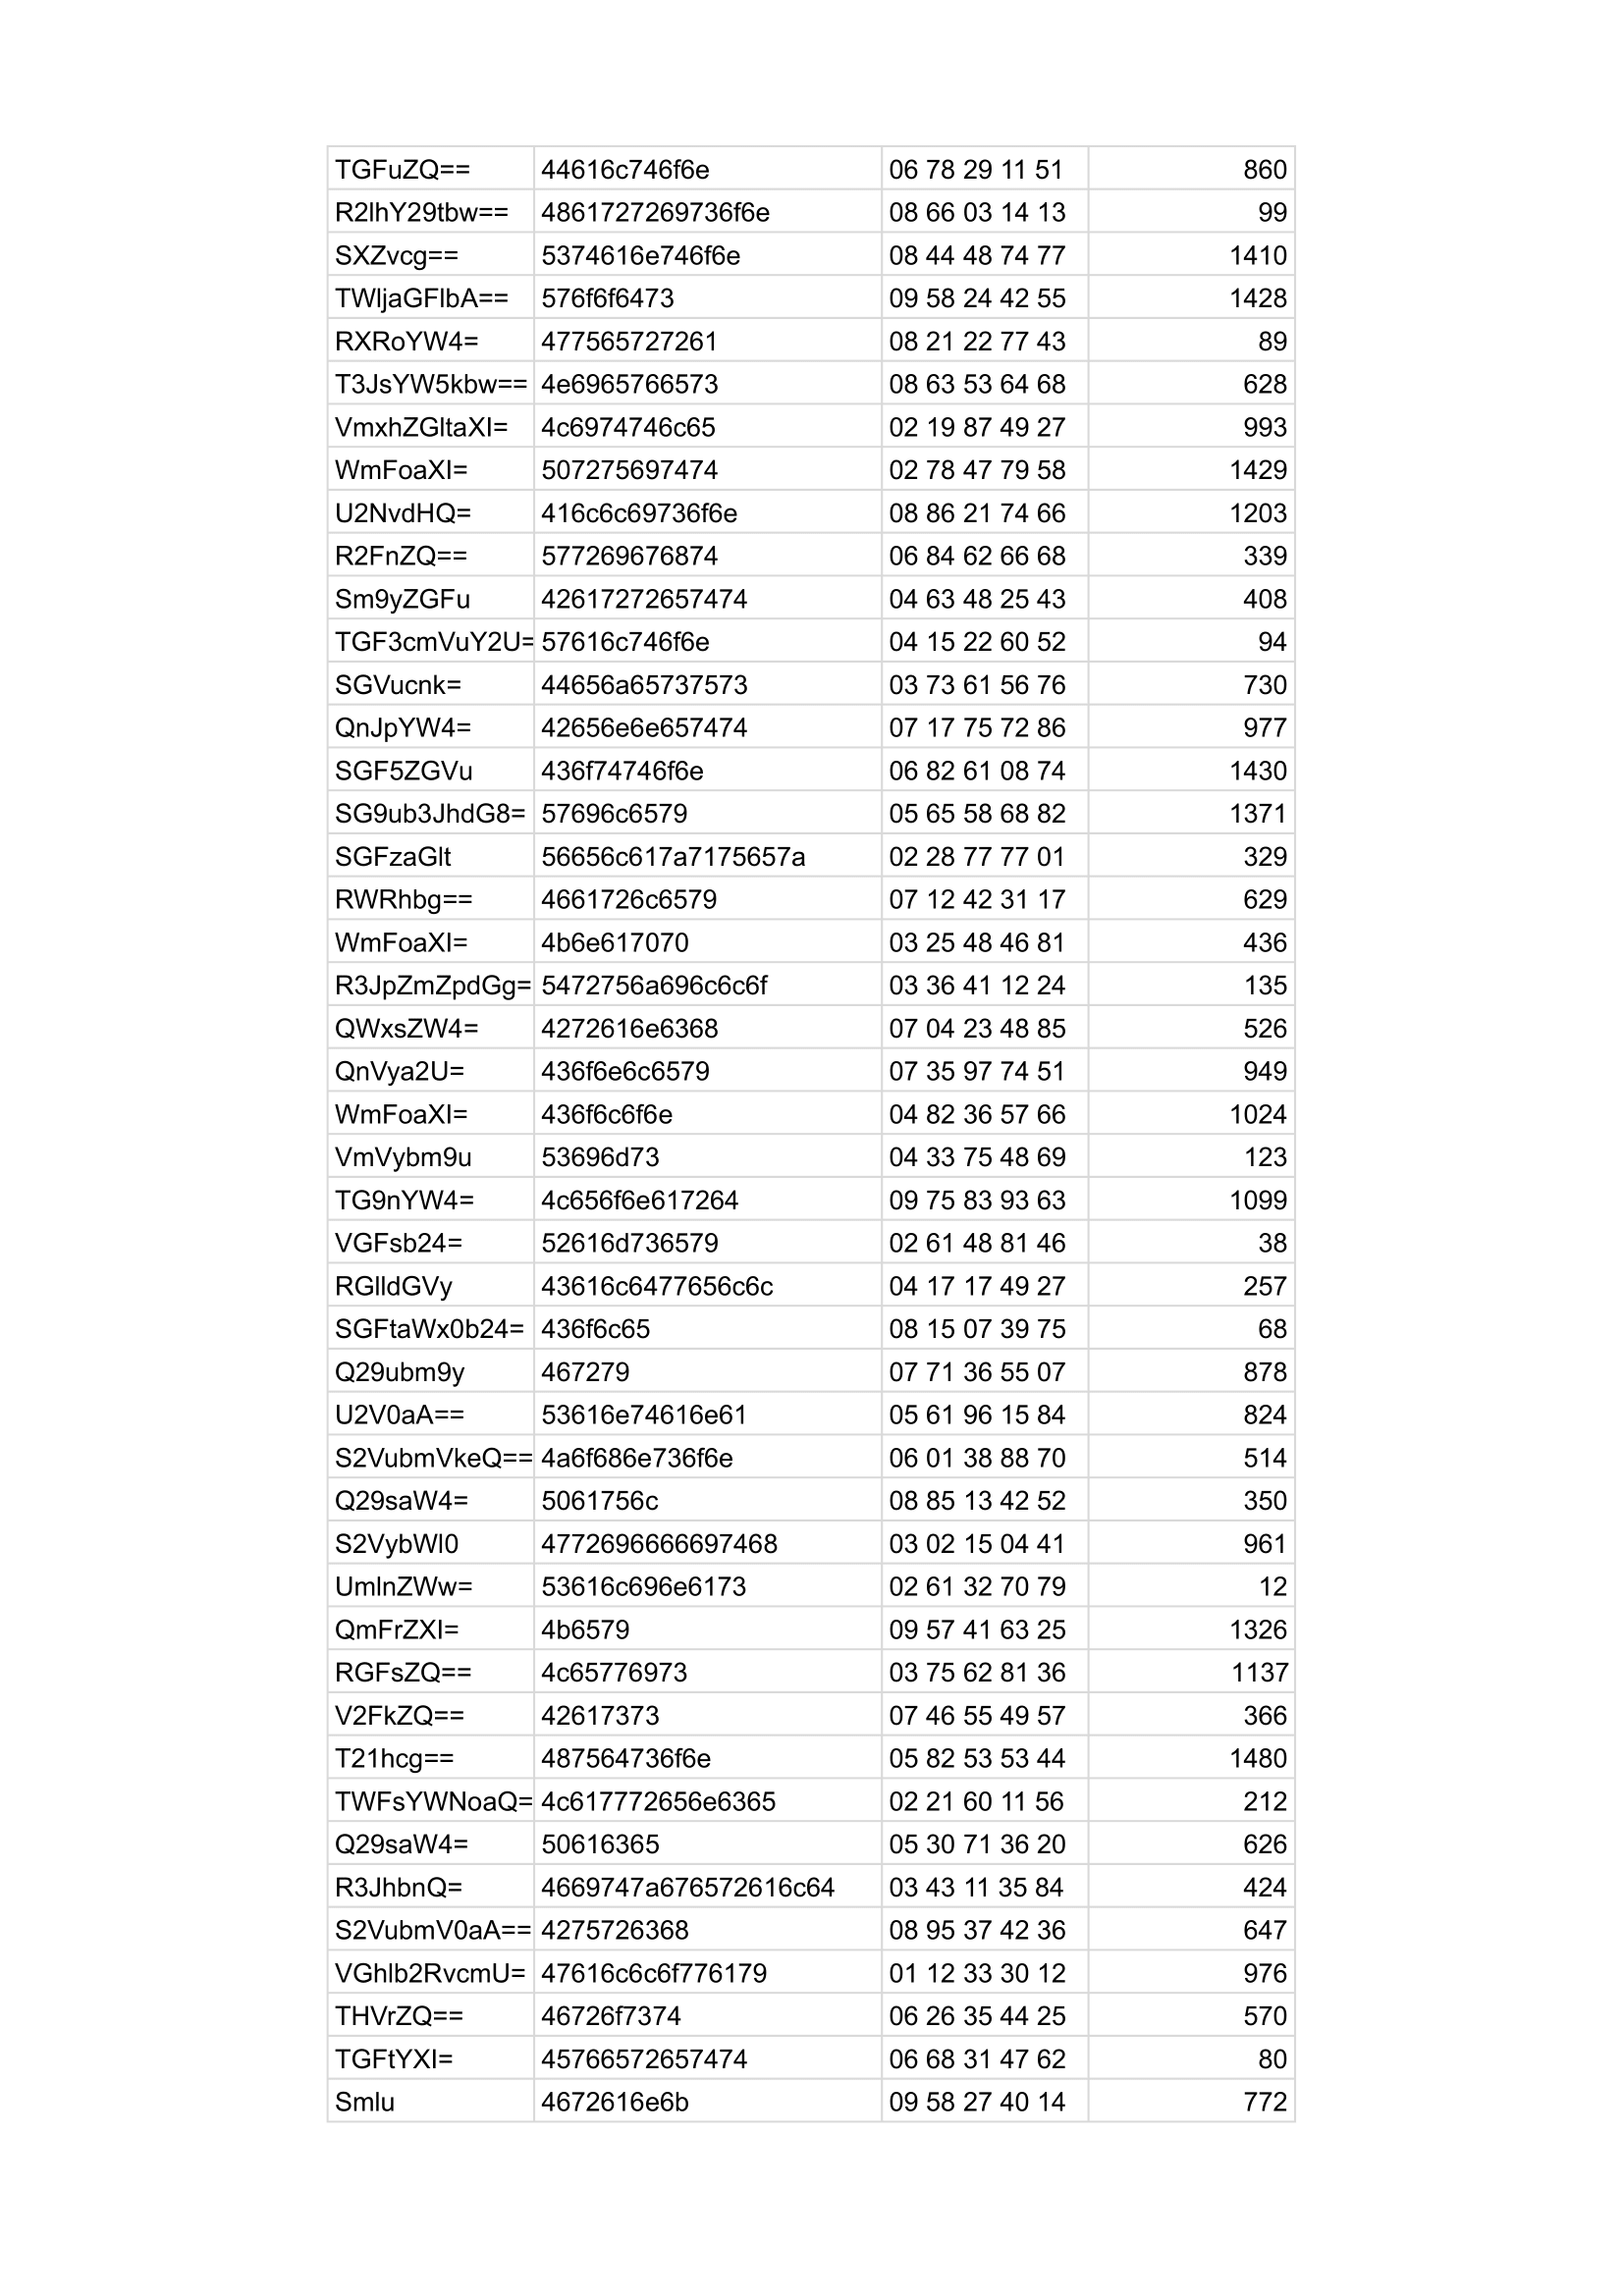 TGFuZQ== 44616c746f6e 06 78 29 11 51 860
R2lhY29tbw== 4861727269736f6e 08 66 03 14 13 99
SXZvcg== 5374616e746f6e 08 44 48 74 77 1410
TWljaGFlbA== 576f6f6473 09 58 24 42 55 1428
RXRoYW4= 477565727261 08 21 22 77 43 89
T3JsYW5kbw== 4e6965766573 08 63 53 64 68 628
VmxhZGltaXI= 4c6974746c65 02 19 87 49 27 993
WmFoaXI= 507275697474 02 78 47 79 58 1429
U2NvdHQ= 416c6c69736f6e 08 86 21 74 66 1203
R2FnZQ== 577269676874 06 84 62 66 68 339
Sm9yZGFu 42617272657474 04 63 48 25 43 408
TGF3cmVuY2U= 57616c746f6e 04 15 22 60 52 94
SGVucnk= 44656a65737573 03 73 61 56 76 730
QnJpYW4= 42656e6e657474 07 17 75 72 86 977
SGF5ZGVu 436f74746f6e 06 82 61 08 74 1430
SG9ub3JhdG8= 57696c6579 05 65 58 68 82 1371
SGFzaGlt 56656c617a7175657a 02 28 77 77 01 329
RWRhbg== 4661726c6579 07 12 42 31 17 629
WmFoaXI= 4b6e617070 03 25 48 46 81 436
R3JpZmZpdGg= 5472756a696c6c6f 03 36 41 12 24 135
QWxsZW4= 4272616e6368 07 04 23 48 85 526
QnVya2U= 436f6e6c6579 07 35 97 74 51 949
WmFoaXI= 436f6c6f6e 04 82 36 57 66 1024
VmVybm9u 53696d73 04 33 75 48 69 123
TG9nYW4= 4c656f6e617264 09 75 83 93 63 1099
VGFsb24= 52616d736579 02 61 48 81 46 38
RGlldGVy 43616c6477656c6c 04 17 17 49 27 257
SGFtaWx0b24= 436f6c65 08 15 07 39 75 68
Q29ubm9y 467279 07 71 36 55 07 878
U2V0aA== 53616e74616e61 05 61 96 15 84 824
S2VubmVkeQ== 4a6f686e736f6e 06 01 38 88 70 514
Q29saW4= 5061756c 08 85 13 42 52 350
S2VybWl0 4772696666697468 03 02 15 04 41 961
UmlnZWw= 53616c696e6173 02 61 32 70 79 12
QmFrZXI= 4b6579 09 57 41 63 25 1326
RGFsZQ== 4c65776973 03 75 62 81 36 1137
V2FkZQ== 42617373 07 46 55 49 57 366
T21hcg== 487564736f6e 05 82 53 53 44 1480
TWFsYWNoaQ= 4c617772656e6365 02 21 60 11 56 212
Q29saW4= 50616365 05 30 71 36 20 626
R3JhbnQ= 4669747a676572616c64 03 43 11 35 84 424
S2VubmV0aA== 4275726368 08 95 37 42 36 647
VGhlb2RvcmU= 47616c6c6f776179 01 12 33 30 12 976
THVrZQ== 46726f7374 06 26 35 44 25 570
TGFtYXI= 45766572657474 06 68 31 47 62 80
Smlu 4672616e6b 09 58 27 40 14 772